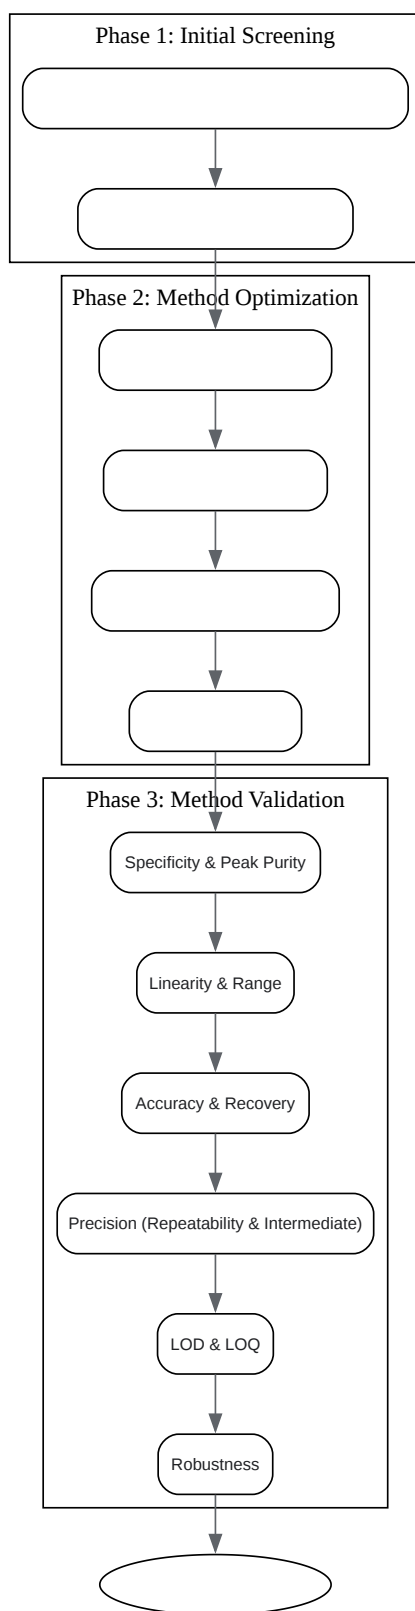 Phase 1: Initial Screening
Phase 2: Method Optimization
Phase 3: Method Validation
Specificity & Peak Purity
Linearity & Range
Accuracy & Recovery
Precision (Repeatability & Intermediate)
LOD & LOQ
Robustness